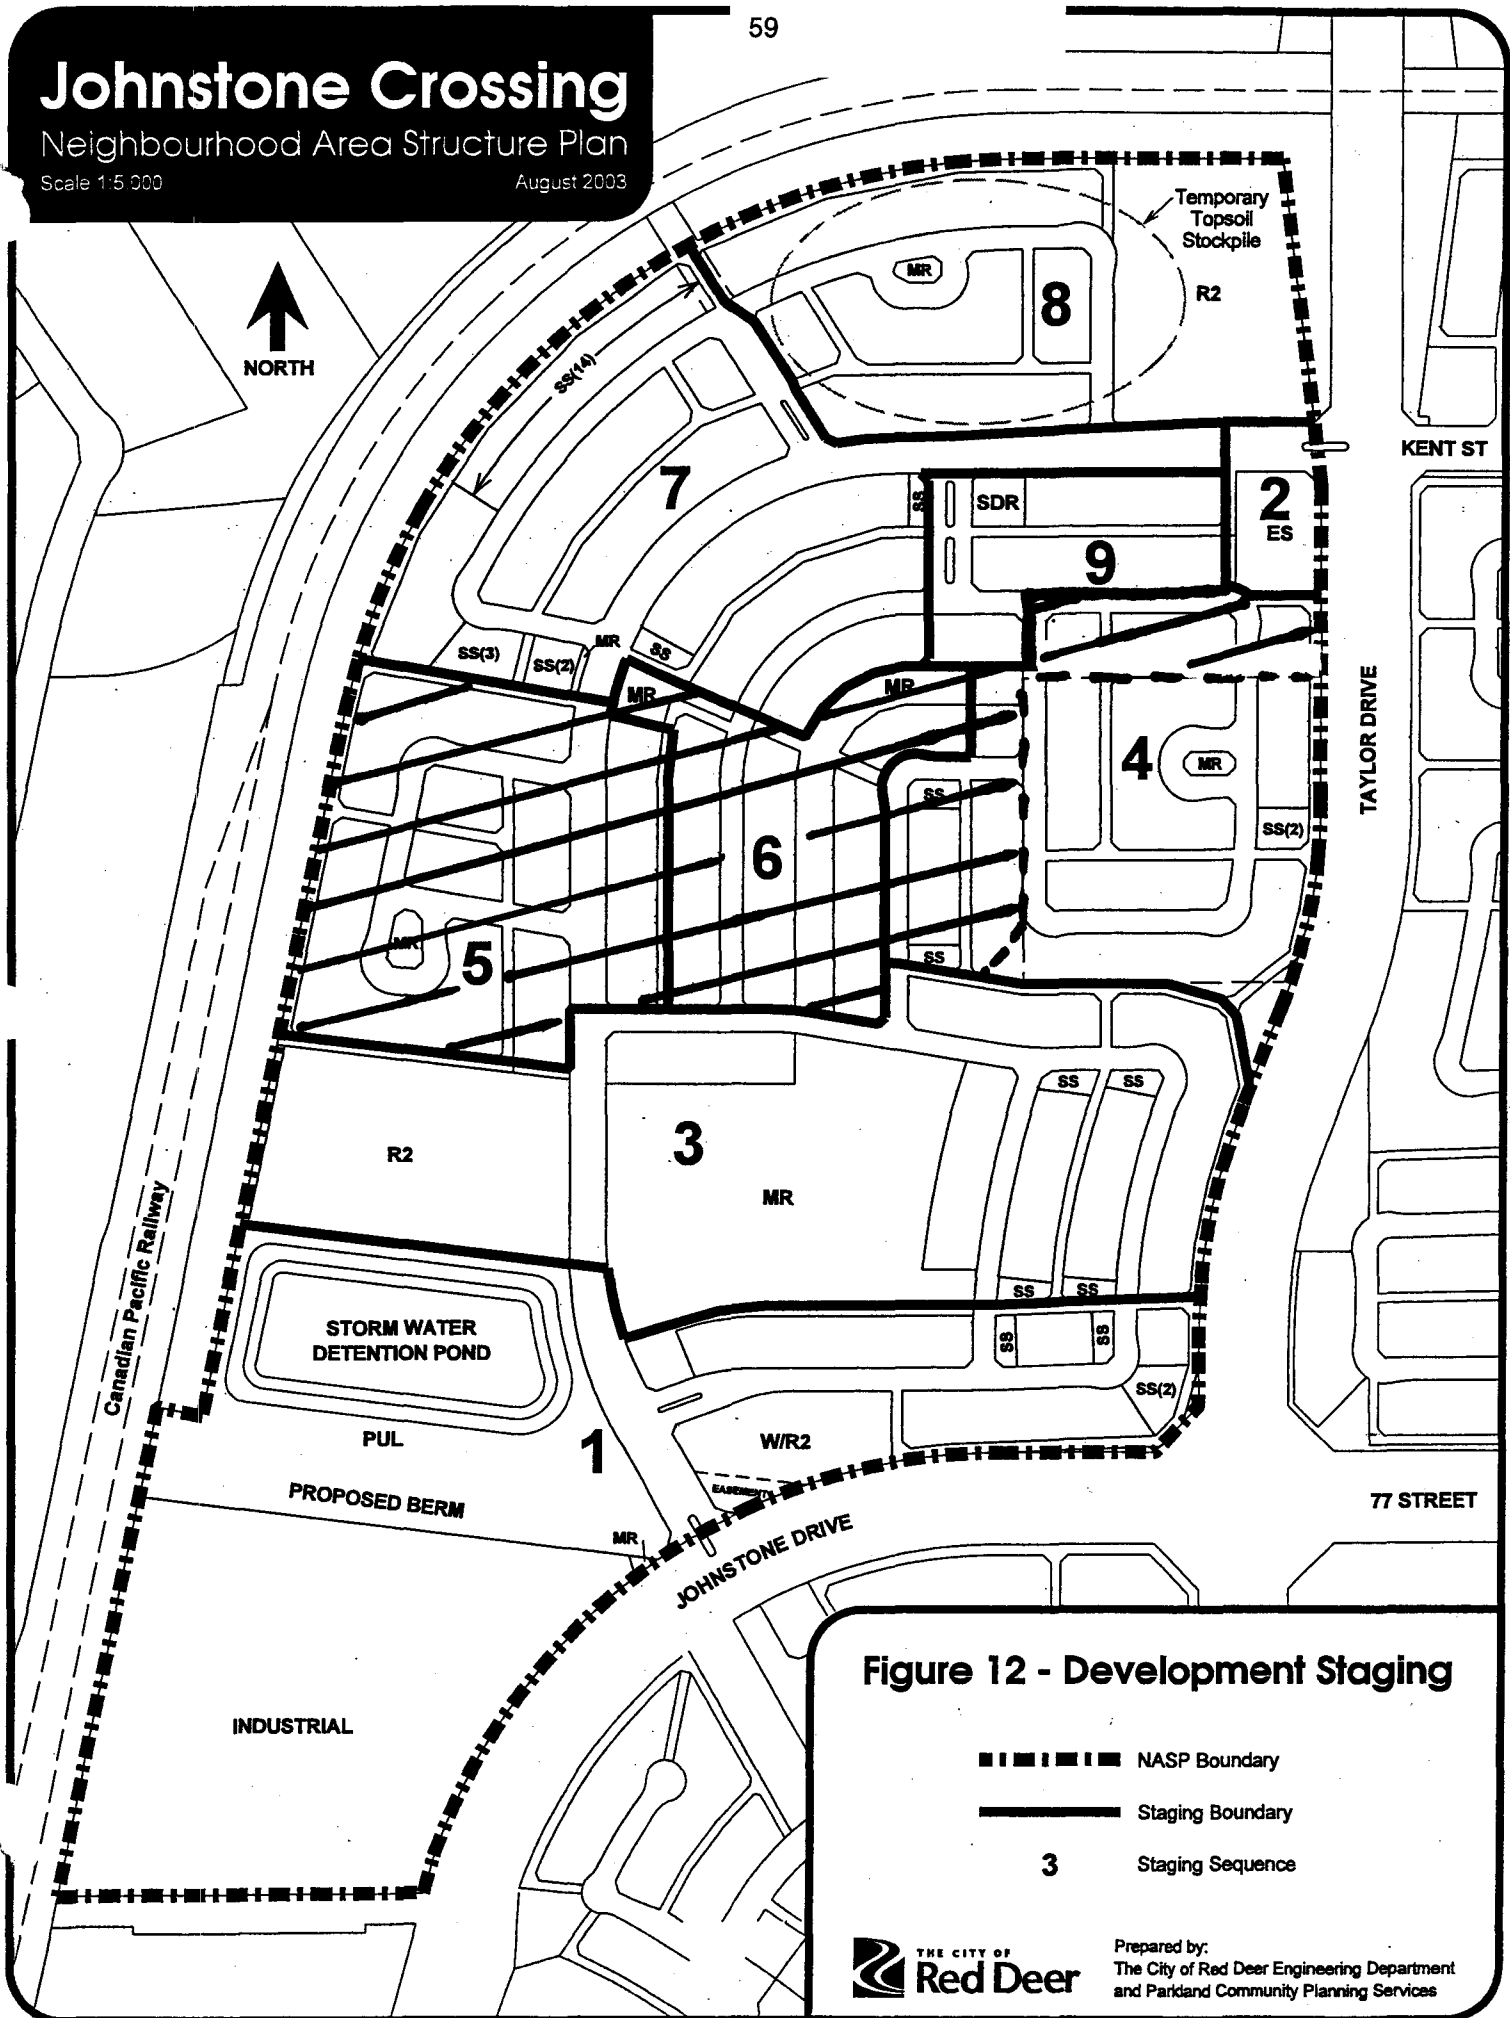 59
Johnstone Crossing
Neighbourhood Area Structure Plan
Scale 1:5,000
August 2003
Temporary
Topsoil
Stockpile
MR
8
R2
NORTH
SS(14)
KENT ST
7
SS
SDR
2
ES
9
SS(3)
SS(2)
MR
SS
MR
MR
TAYLOR DRIVE
4
MR
SS
SS(2)
6
MR
5
SS
SS
SS
R2
3
MR
Canadian Pacific Railway
SS
SS
STORM WATER
DETENTION POND
SS
SS
SS(2)
PUL
1
W/R2
PROPOSED BERM
EASEMENT
77 STREET
MR
JOHNSTONE DRIVE
INDUSTRIAL
Figure 12 - Development Staging
NASP Boundary
Staging Boundary
3
Staging Sequence
THE CITY OF
Red Deer
Prepared by:
The City of Red Deer Engineering Department
and Parkland Community Planning Services